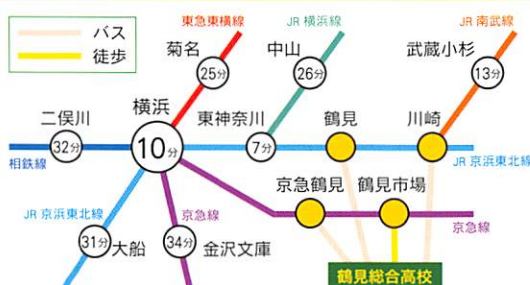 バス
徒歩
東急東横線
JR 横浜線
JR 南武線
菊名
25分
中山
26分
武蔵小杉
13分
二俣川
32分
横浜
10分
東神奈川
7分
鶴見
川崎
相鉄線
JR 京浜東北線
京急鶴見
鶴見市場
JR 京浜東北線
京急線
京急線
31分
大船
34分
金沢文庫
鶴見総合高校